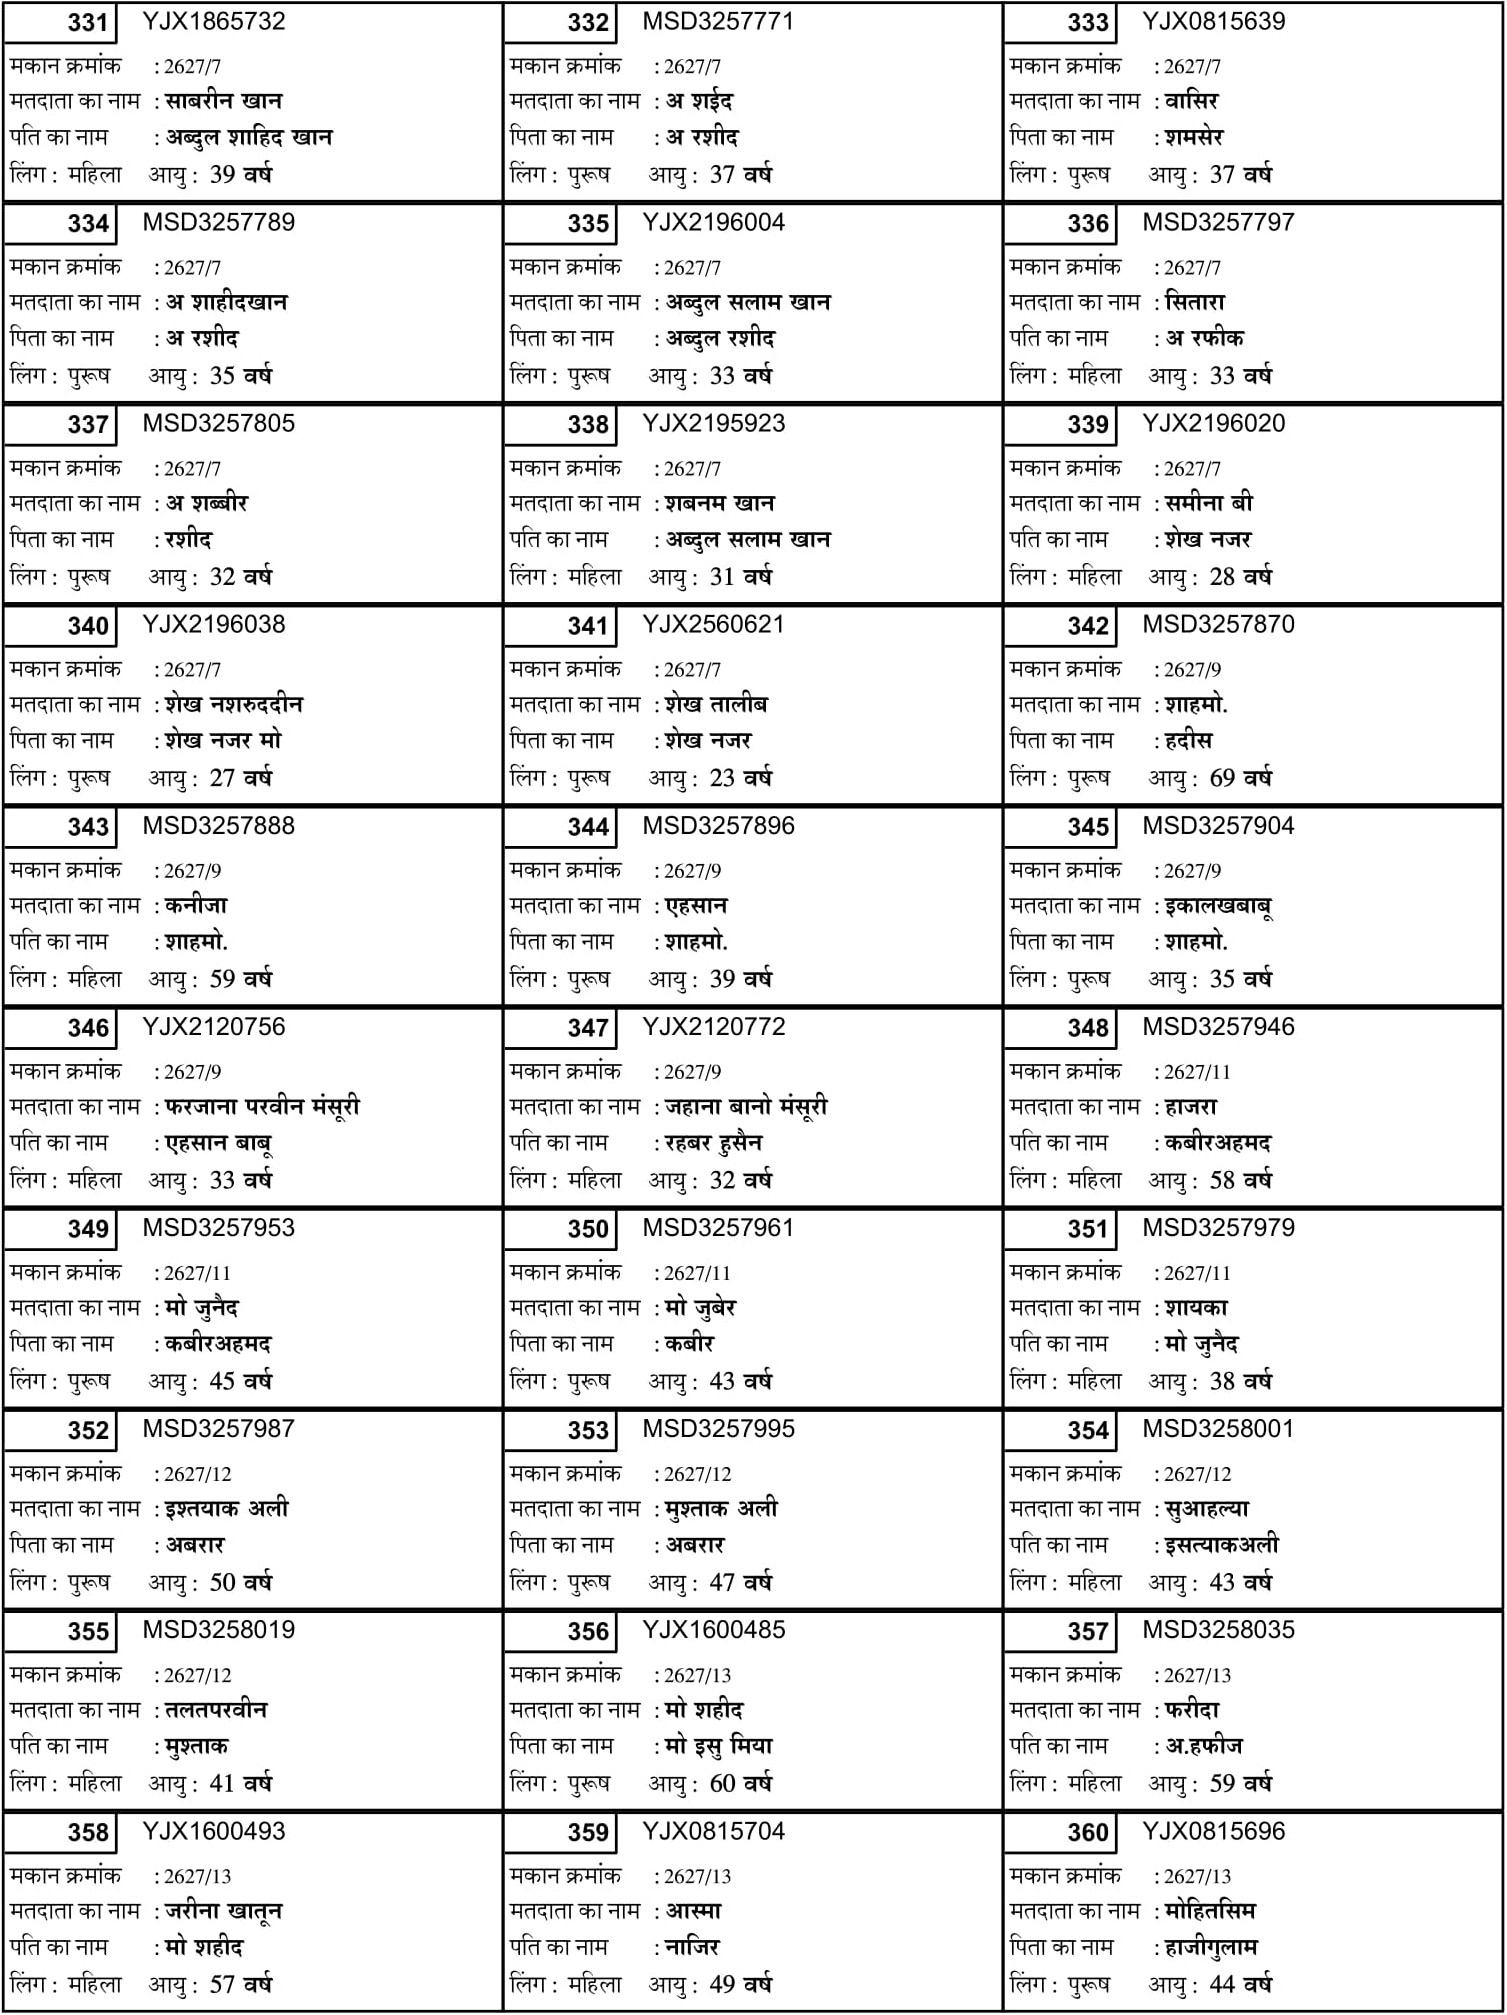 331 YJX1865732
मकान क्रमांक : 2627/7
मतदाता का नाम : साबरीन खान
पति का नाम : अब्दुल शाहिद खान
लिंग : महिला आयु : 39 वर्ष
332 MSD3257771
मकान क्रमांक : 2627/7
मतदाता का नाम : अ शईद
पिता का नाम : अ रशीद
लिंग : पुरूष आयु : 37 वर्ष
333 YJX0815639
मकान क्रमांक : 2627/7
मतदाता का नाम : वासिर
पिता का नाम : शमसेर
लिंग : पुरूष आयु : 37 वर्ष
334 MSD3257789
मकान क्रमांक : 2627/7
मतदाता का नाम : अ शाहीदखान
पिता का नाम : अ रशीद
लिंग : पुरूष आयु : 35 वर्ष
335 YJX2196004
मकान क्रमांक : 2627/7
मतदाता का नाम : अब्दुल सलाम खान
पिता का नाम : अब्दुल रशीद
लिंग : पुरूष आयु : 33 वर्ष
336 MSD3257797
मकान क्रमांक : 2627/7
मतदाता का नाम : सितारा
पति का नाम : अ रफीक
लिंग : महिला आयु : 33 वर्ष
337 MSD3257805
मकान क्रमांक : 2627/7
मतदाता का नाम : अ शब्बीर
पिता का नाम : रशीद
लिंग : पुरूष आयु : 32 वर्ष
338 YJX2195923
मकान क्रमांक : 2627/7
मतदाता का नाम : शबनम खान
पति का नाम : अब्दुल सलाम खान
लिंग : महिला आयु : 31 वर्ष
339 YJX2196020
मकान क्रमांक : 2627/7
मतदाता का नाम : समीना बी
पति का नाम : शेख नजर
लिंग : महिला आयु : 28 वर्ष
340 YJX2196038
मकान क्रमांक : 2627/7
मतदाता का नाम : शेख नशरुददीन
पिता का नाम : शेख नजर मो
लिंग : पुरूष आयु : 27 वर्ष
341 YJX2560621
मकान क्रमांक : 2627/7
मतदाता का नाम : शेख तालीब
पिता का नाम : शेख नजर
लिंग : पुरूष आयु : 23 वर्ष
342 MSD3257870
मकान क्रमांक : 2627/9
मतदाता का नाम : शाहमो.
पिता का नाम : हदीस
लिंग : पुरूष आयु : 69 वर्ष
343 MSD3257888
मकान क्रमांक : 2627/9
मतदाता का नाम : कनीजा
पति का नाम : शाहमो.
लिंग : महिला आयु : 59 वर्ष
344 MSD3257896
मकान क्रमांक : 2627/9
मतदाता का नाम : एहसान
पिता का नाम : शाहमो.
लिंग : पुरूष आयु : 39 वर्ष
345 MSD3257904
मकान क्रमांक : 2627/9
मतदाता का नाम : इकालखबाबू
पिता का नाम : शाहमो.
लिंग : पुरूष आयु : 35 वर्ष
346 YJX2120756
मकान क्रमांक : 2627/9
मतदाता का नाम : फरजाना परवीन मंसूरी
पति का नाम : एहसान बाबू
लिंग : महिला आयु : 33 वर्ष
347 YJX2120772
मकान क्रमांक : 2627/9
मतदाता का नाम : जहाना बानो मंसूरी
पति का नाम : रहबर हुसैन
लिंग : महिला आयु : 32 वर्ष
348 MSD3257946
मकान क्रमांक : 2627/11
मतदाता का नाम : हाजरा
पति का नाम : कबीरअहमद
लिंग : महिला आयु : 58 वर्ष
349 MSD3257953
मकान क्रमांक : 2627/11
मतदाता का नाम : मो जुनैद
पिता का नाम : कबीरअहमद
लिंग : पुरूष आयु : 45 वर्ष
350 MSD3257961
मकान क्रमांक : 2627/11
मतदाता का नाम : मो जुबेर
पिता का नाम : कबीर
लिंग : पुरूष आयु : 43 वर्ष
351 MSD3257979
मकान क्रमांक : 2627/11
मतदाता का नाम : शायका
पति का नाम : मो जुनैद
लिंग : महिला आयु : 38 वर्ष
352 MSD3257987
मकान क्रमांक : 2627/12
मतदाता का नाम : इश्तयाक अली
पिता का नाम : अबरार
लिंग : पुरूष आयु : 50 वर्ष
353 MSD3257995
मकान क्रमांक : 2627/12
मतदाता का नाम : मुश्ताक अली
पिता का नाम : अबरार
लिंग : पुरूष आयु : 47 वर्ष
354 MSD3258001
मकान क्रमांक : 2627/12
मतदाता का नाम : सुआहल्या
पति का नाम : इसत्याकअली
लिंग : महिला आयु : 43 वर्ष
355 MSD3258019
मकान क्रमांक : 2627/12
मतदाता का नाम : तलतपरवीन
पति का नाम : मुश्ताक
लिंग : महिला आयु : 41 वर्ष
356 YJX1600485
मकान क्रमांक : 2627/13
मतदाता का नाम : मो शहीद
पिता का नाम : मो इसु मिया
लिंग : पुरूष आयु : 60 वर्ष
357 MSD3258035
मकान क्रमांक : 2627/13
मतदाता का नाम : फरीदा
पति का नाम : अ.हफीज
लिंग : महिला आयु : 59 वर्ष
358 YJX1600493
मकान क्रमांक : 2627/13
मतदाता का नाम : जरीना खातून
पति का नाम : मो शहीद
लिंग : महिला आयु : 57 वर्ष
359 YJX0815704
मकान क्रमांक : 2627/13
मतदाता का नाम : आस्मा
पति का नाम : नाजिर
लिंग : महिला आयु : 49 वर्ष
360 YJX0815696
मकान क्रमांक : 2627/13
मतदाता का नाम : मोहितसिम
पिता का नाम : हाजीगुलाम
लिंग : पुरूष आयु : 44 वर्ष